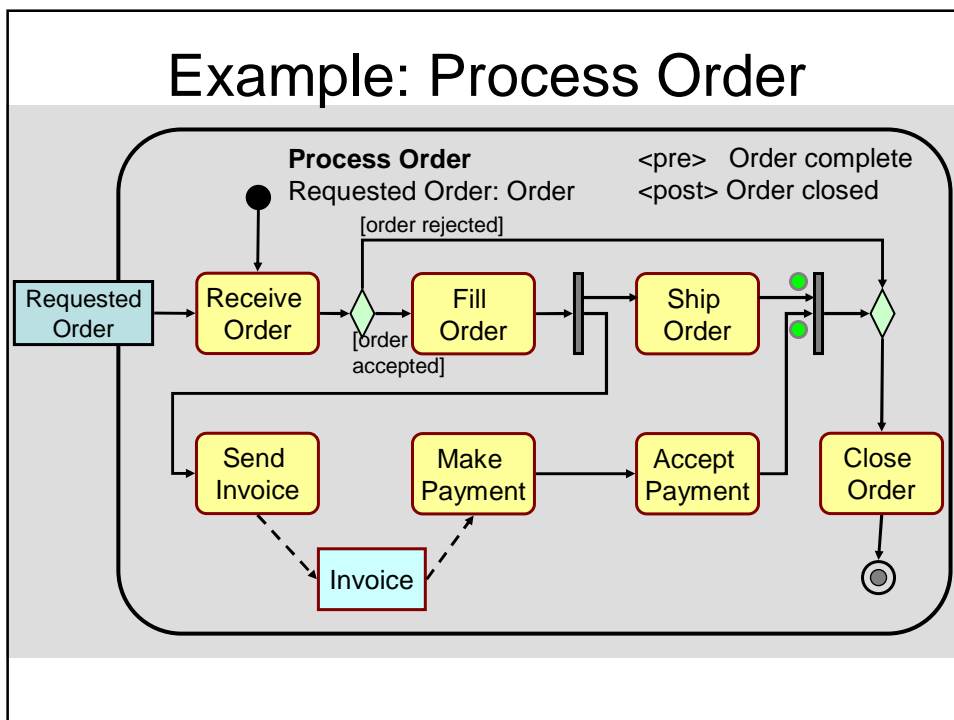 Example: Process Order
Process Order
Requested Order: Order
<pre> Order complete
<post> Order closed
[order rejected]
Requested
Order
Receive
Order
[order
accepted]
Fill
Order
Ship
Order
Send
Invoice
Make
Payment
Accept
Payment
Close
Order
Invoice